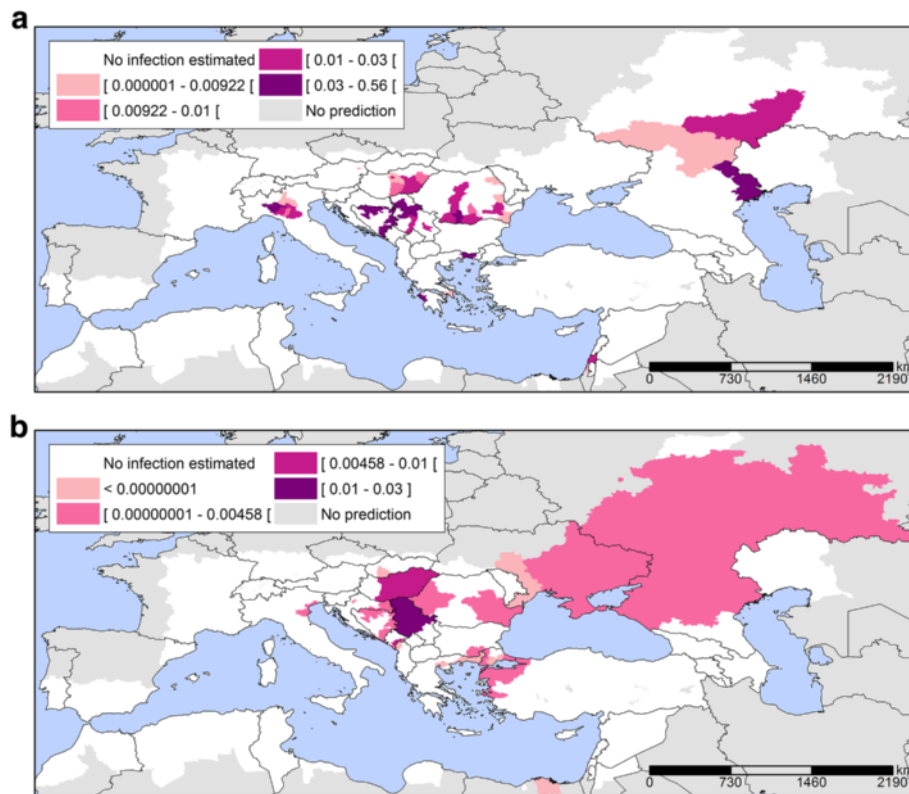 a
No infection estimated
[ 0.01 - 0.03 [
[ 0.000001 - 0.00922 [
[ 0.03 - 0.56 [
[ 0.00922 - 0.01 [
No prediction
km
0 730 1460 2190
b
No infection estimated
[ 0.00458 - 0.01 [
< 0.00000001
[ 0.01 - 0.03 ]
[ 0.00000001 - 0.00458 [
No prediction
km
0 730 1460 2190